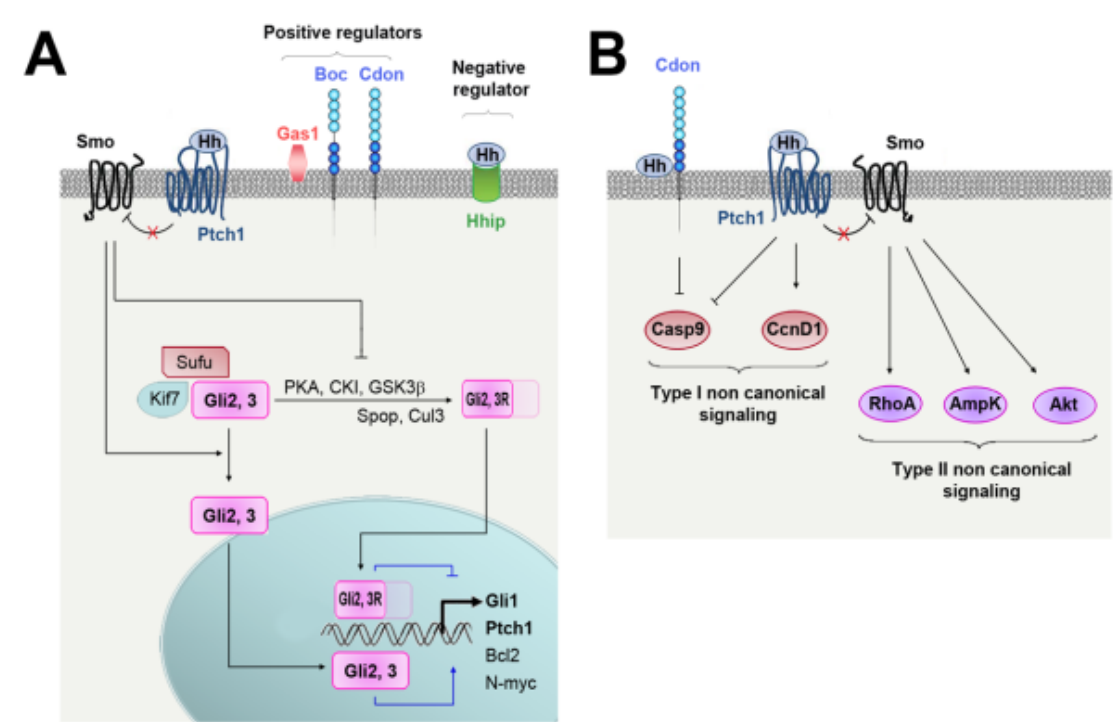 A
Positive regulators
Boc
Cdon
Negative
regulator
Gas1
Smo
Hh
Hh
Ptch1
Hhip
Sufu
Kif7
Gli2, 3
PKA, CKI, GSK3β
Spop, Cul3
Gli2, 3R
Gli2, 3
Gli2, 3R
Gli1
Ptch1
Bcl2
N-myc
Gli2, 3
B
Cdon
Hh
Hh
Smo
Ptch1
Casp9
CcnD1
Type I non canonical
signaling
RhoA
AmpK
Akt
Type II non canonical
signaling